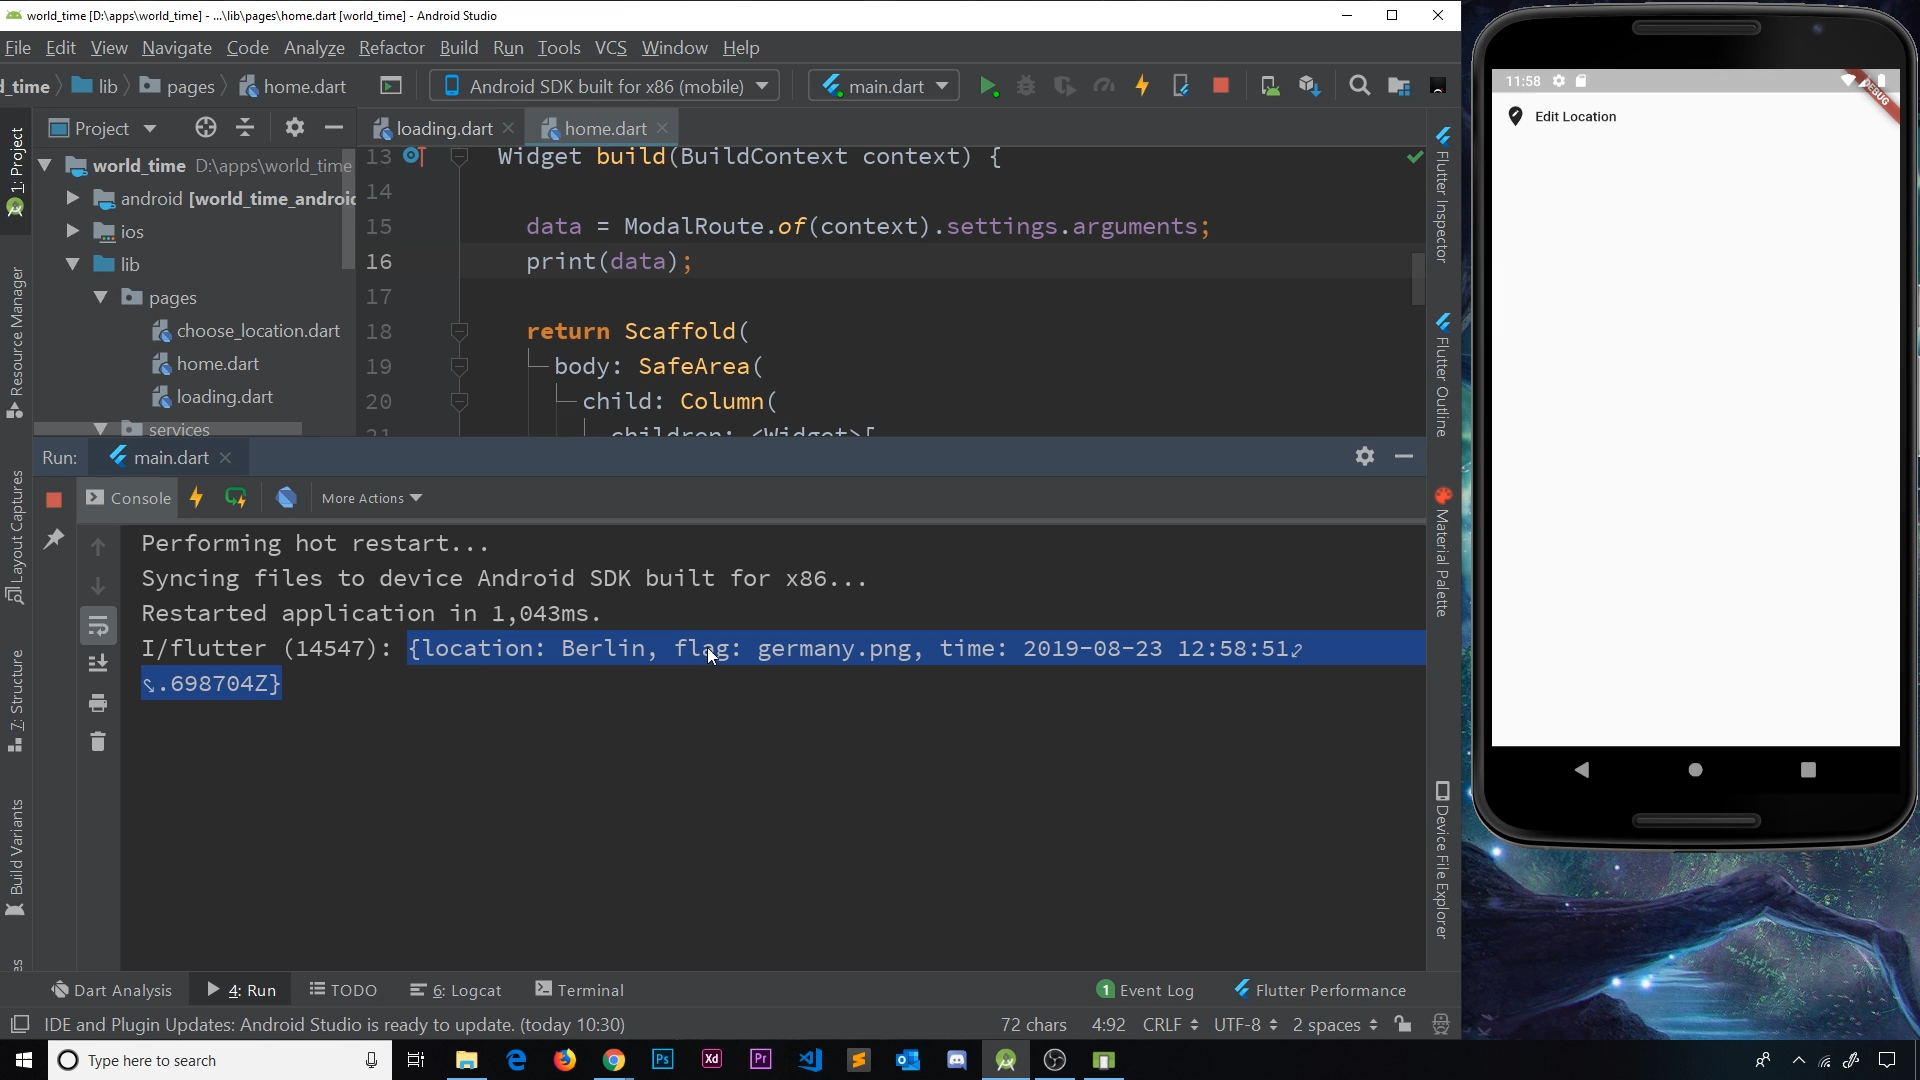 world_time [D:\apps\world_time] - ...\lib\pages\home.dart [world_time] - Android Studio
File Edit View Navigate Code Analyze Refactor Build Run Tools VCS Window Help
d_time lib pages home.dart Android SDK built for x86 (mobile) main.dart
1: Project
Resource Manager
Layout Captures
7: Structure
Build Variants
Project
world_time D:\apps\world_time
android [world_time_androic
ios
lib
pages
choose_location.dart
home.dart
loading.dart
services
loading.dart home.dart
13 Widget build(BuildContext context) {
14
15 data = ModalRoute.of(context).settings.arguments;
16 print(data);
17
18 return Scaffold(
19 body: SafeArea(
20 child: Column(
21 children: <Widget>[
Run: main.dart
Console More Actions
Performing hot restart...
Syncing files to device Android SDK built for x86...
Restarted application in 1,043ms.
I/flutter (14547): {location: Berlin, flag: germany.png, time: 2019-08-23 12:58:51
.698704Z}
Flutter Inspector
Flutter Outline
Material Palette
Device File Explorer
Dart Analysis 4: Run TODO 6: Logcat Terminal 1 Event Log Flutter Performance
IDE and Plugin Updates: Android Studio is ready to update. (today 10:30) 72 chars 4:92 CRLF UTF-8 2 spaces
Type here to search
Ps Xd Pr
11:58
DEBUG
Edit Location